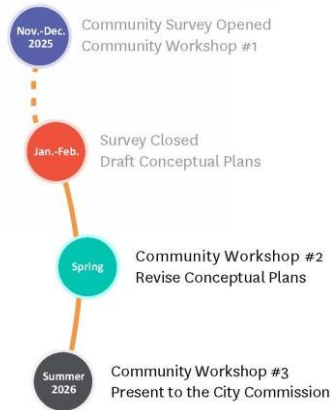 Nov.-Dec.
2025
Community Survey Opened
Community Workshop #1
Jan.-Feb.
Survey Closed
Draft Conceptual Plans
Spring
Community Workshop #2
Revise Conceptual Plans
Summer
2026
Community Workshop #3
Present to the City Commission